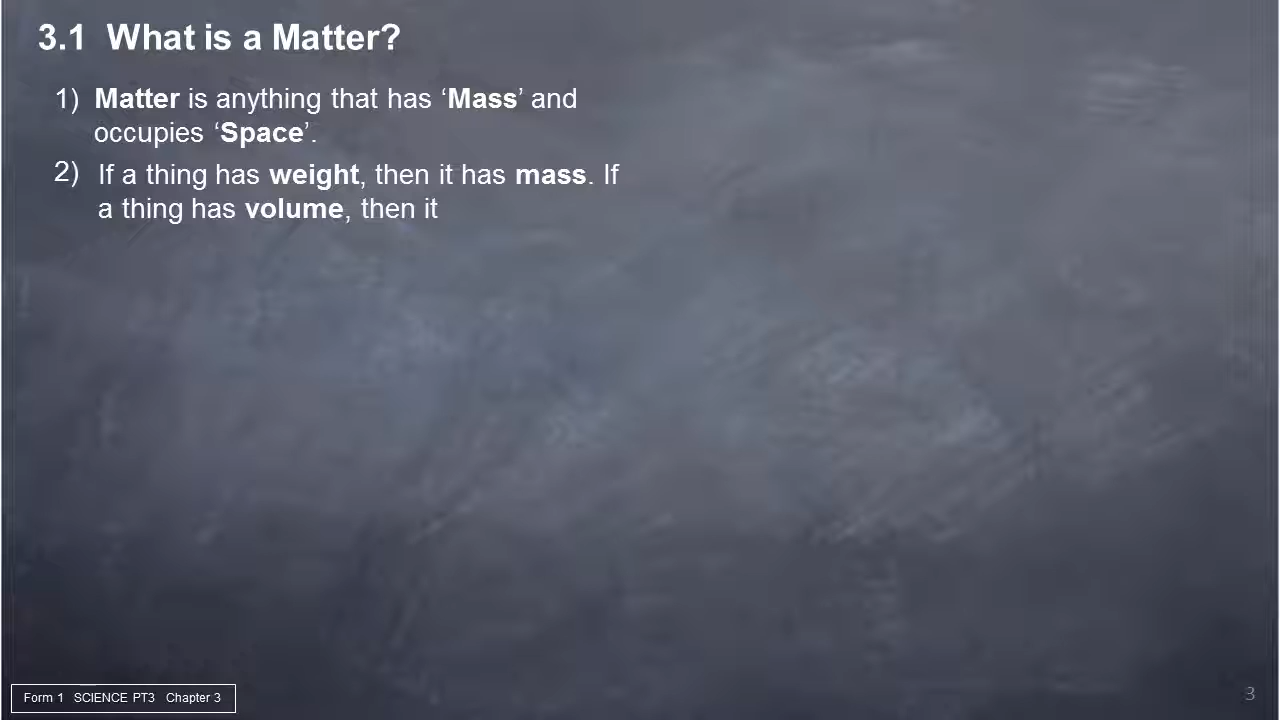 3.1 What is a Matter?
1) Matter is anything that has ‘Mass’ and
occupies ‘Space’.
2) If a thing has weight, then it has mass. If
a thing has volume, then it
Form 1 SCIENCE PT3 Chapter 3
3